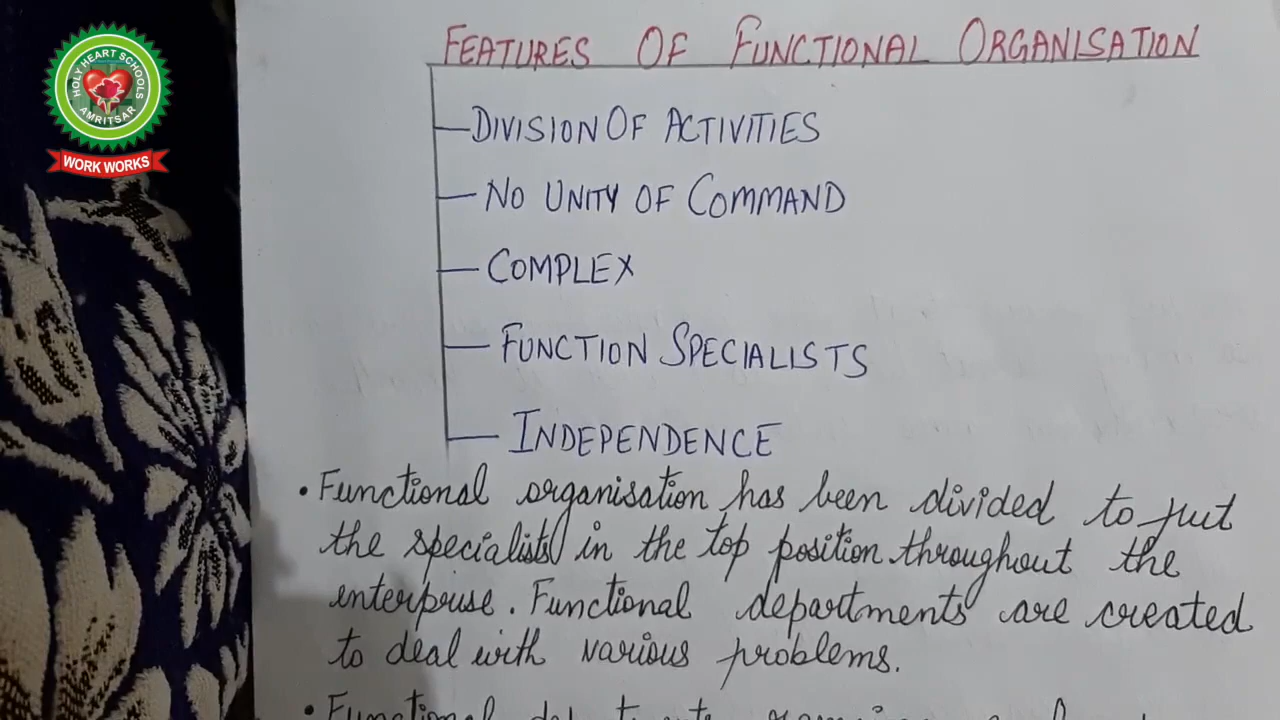 HOLY HEART SCHOOLS
AMRITSAR
WORK WORKS
FEATURES OF FUNCTIONAL ORGANISATION
DIVISION OF ACTIVITIES
NO UNITY OF COMMAND
COMPLEX
FUNCTION SPECIALISTS
INDEPENDENCE
• Functional organisation has been divided to put
the specialists in the top position throughout the
enterprise. Functional departments are created
to deal with various problems.
• Functional